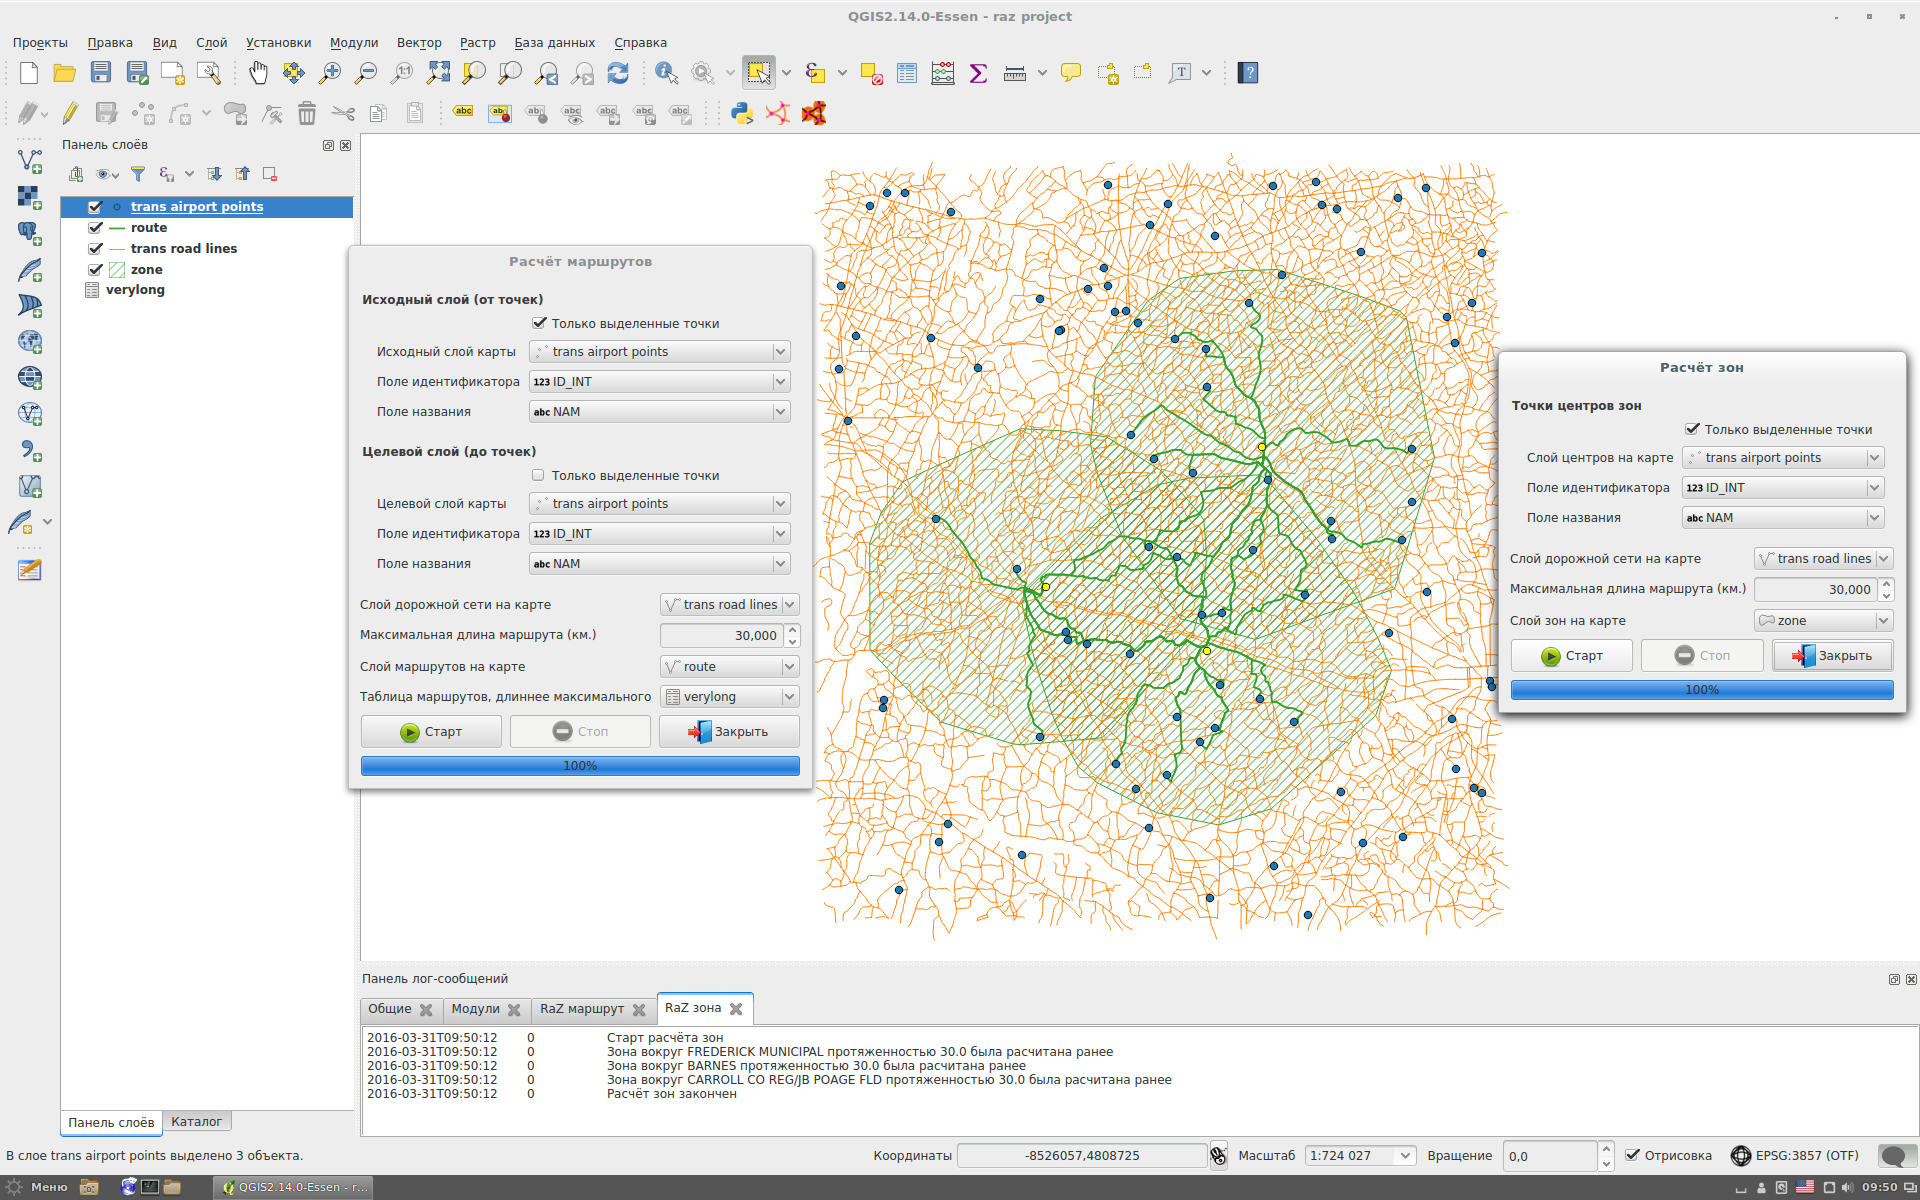 QGIS2.14.0-Essen - raz project
Проекты Правка Вид Слой Установки Модули Вектор Растр База данных Справка
Панель слоёв
trans airport points
route
trans road lines
zone
verylong
Расчёт маршрутов
Исходный слой (от точек)
Только выделенные точки
Исходный слой карты trans airport points
Поле идентификатора 123 ID_INT
Поле названия abc NAM
Целевой слой (до точек)
Только выделенные точки
Целевой слой карты trans airport points
Поле идентификатора 123 ID_INT
Поле названия abc NAM
Слой дорожной сети на карте trans road lines
Максимальная длина маршрута (км.) 30,000
Слой маршрутов на карте route
Таблица маршрутов, длиннее максимального verylong
Старт Стоп Закрыть
100%
Расчёт зон
Точки центров зон
Только выделенные точки
Слой центров на карте trans airport points
Поле идентификатора 123 ID_INT
Поле названия abc NAM
Слой дорожной сети на карте trans road lines
Максимальная длина маршрута (км.) 30,000
Слой зон на карте zone
Старт Стоп Закрыть
100%
Панель лог-сообщений
Общие Модули RaZ маршрут RaZ зона
2016-03-31T09:50:12 0 Старт расчёта зон
2016-03-31T09:50:12 0 Зона вокруг FREDERICK MUNICIPAL протяженностью 30.0 была расчитана ранее
2016-03-31T09:50:12 0 Зона вокруг BARNES протяженностью 30.0 была расчитана ранее
2016-03-31T09:50:12 0 Зона вокруг CARROLL CO REG/JB POAGE FLD протяженностью 30.0 была расчитана ранее
2016-03-31T09:50:12 0 Расчёт зон закончен
Панель слоёв Каталог
В слое trans airport points выделено 3 объекта.
Координаты -8526057,4808725 Масштаб 1:724 027 Вращение 0,0 Отрисовка EPSG:3857 (OTF)
Меню QGIS2.14.0-Essen - r... 09:50